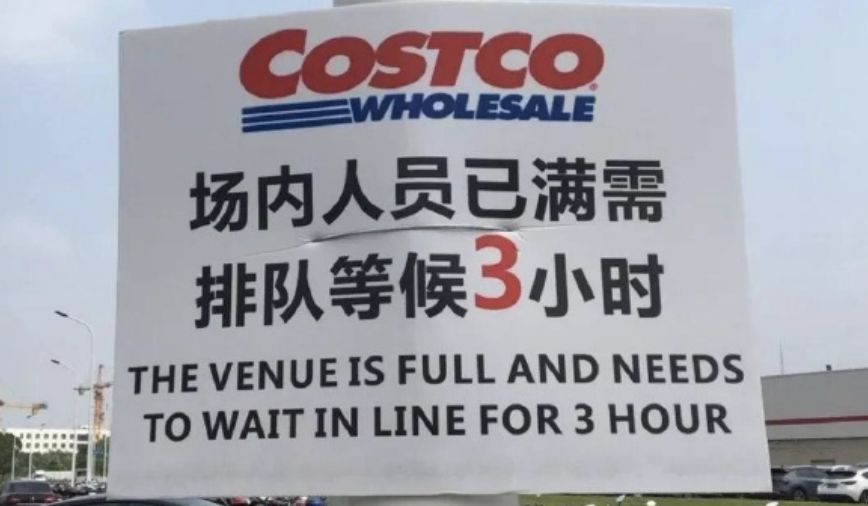 COSTCO
WHOLESALE
场内人员已满需
排队等候3小时
THE VENUE IS FULL AND NEEDS
TO WAIT IN LINE FOR 3 HOUR